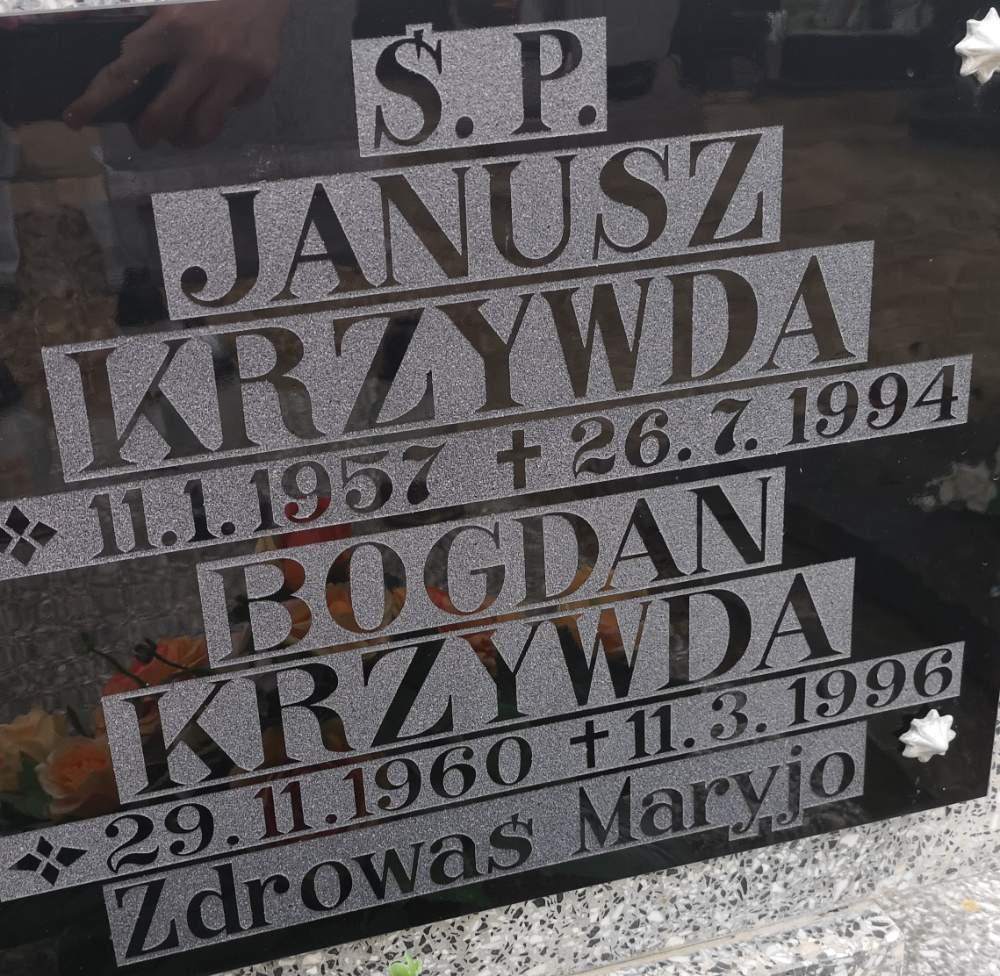 Ś. P.
JANUSZ
KRZYWDA
11.1.1957 ✝ 26.7.1994
BOGDAN
KRZYWDA
29.11.1960 ✝ 11.3.1996
Zdrowaś Maryjo